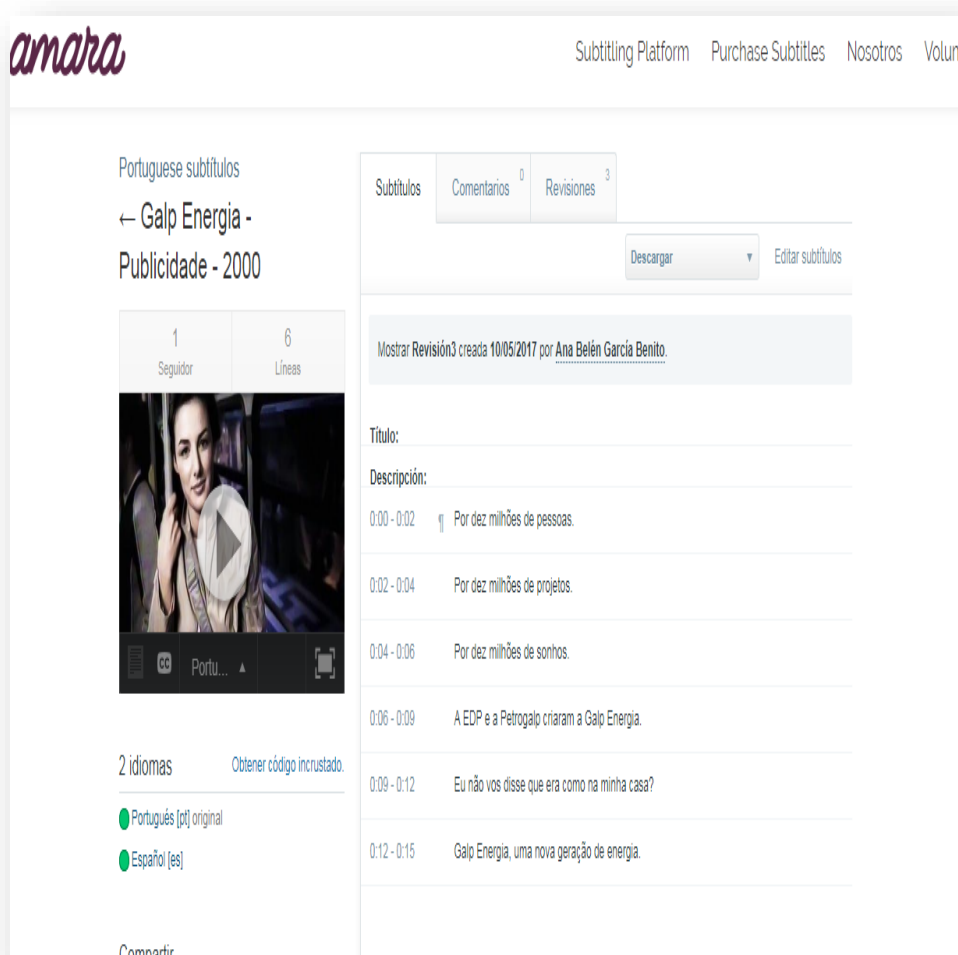 amara
Subtitling Platform Purchase Subtitles Nosotros
Portuguese subtítulos
← Galp Energia -
Publicidade - 2000
1
Seguidor
6
Líneas
CC
Portu... ▲
2 idiomas
Obtener código incrustado.
Portugués [pt] original
Español [es]
Compartir
Subtítulos
Comentarios 0
Revisiones 3
Descargar ▼
Editar subtítulos
Mostrar Revisión3 creada 10/05/2017 por Ana Belén García Benito.
Título:
Descripción:
0:00 - 0:02 ¶ Por dez milhões de pessoas.
0:02 - 0:04 Por dez milhões de projetos.
0:04 - 0:06 Por dez milhões de sonhos.
0:06 - 0:09 A EDP e a Petrogalp criaram a Galp Energia.
0:09 - 0:12 Eu não vos disse que era como na minha casa?
0:12 - 0:15 Galp Energia, uma nova geração de energia.